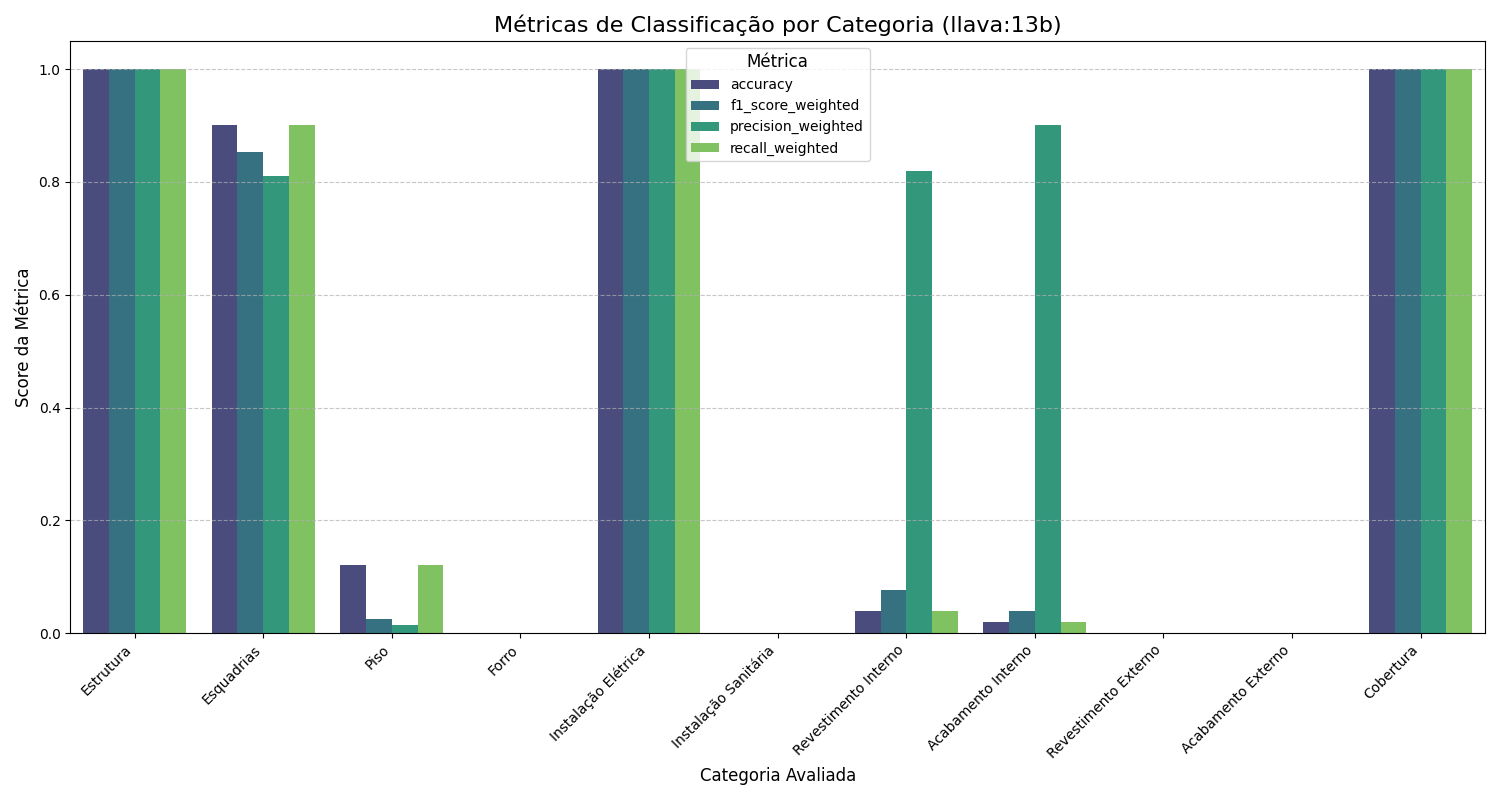 Métricas de Classificação por Categoria (llava:13b)
Métrica
accuracy
f1_score_weighted
precision_weighted
recall_weighted
Score da Métrica
1.0
0.8
0.6
0.4
0.2
0.0
Estrutura
Esquadrias
Piso
Forro
Instalação Elétrica
Instalação Sanitária
Revestimento Interno
Acabamento Interno
Revestimento Externo
Acabamento Externo
Cobertura
Categoria Avaliada